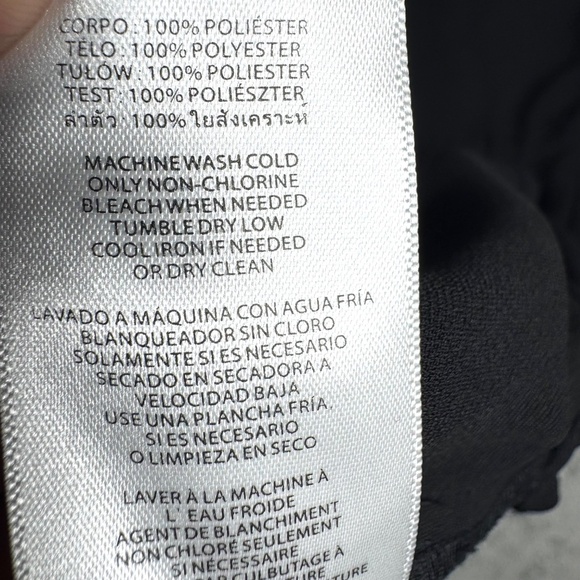 CORPO : 100% POLIÉSTER
TĚLO : 100% POLYESTER
TUŁÓW : 100% POLIESTER
TEST : 100% POLIÉSZTER
ลำตัว : 100% ใยสังเคราะห์
MACHINE WASH COLD
ONLY NON-CHLORINE
BLEACH WHEN NEEDED
TUMBLE DRY LOW
COOL IRON IF NEEDED
OR DRY CLEAN
LAVADO A MÁQUINA CON AGUA FRÍA
BLANQUEADOR SIN CLORO
SOLAMENTE SI ES NECESARIO
SECADO EN SECADORA A
VELOCIDAD BAJA
USE UNA PLANCHA FRÍA,
SI ES NECESARIO
O LIMPIEZA EN SECO
LAVER À LA MACHINE À
L' EAU FROIDE
AGENT DE BLANCHIMENT
NON CHLORÉ SEULEMENT
SI NÉCESSAIRE
CULBUTAGE À